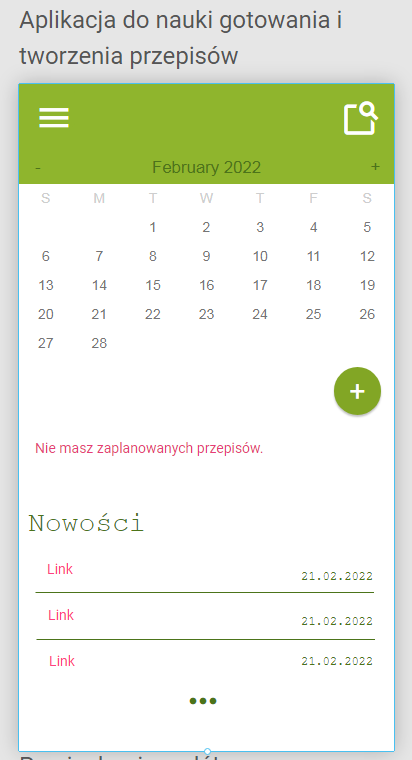 Aplikacja do nauki gotowania i
tworzenia przepisów
- February 2022 +
S M T W T F S
1 2 3 4 5
6 7 8 9 10 11 12
13 14 15 16 17 18 19
20 21 22 23 24 25 26
27 28
+
Nie masz zaplanowanych przepisów.
Nowości
Link 21.02.2022
Link 21.02.2022
Link 21.02.2022